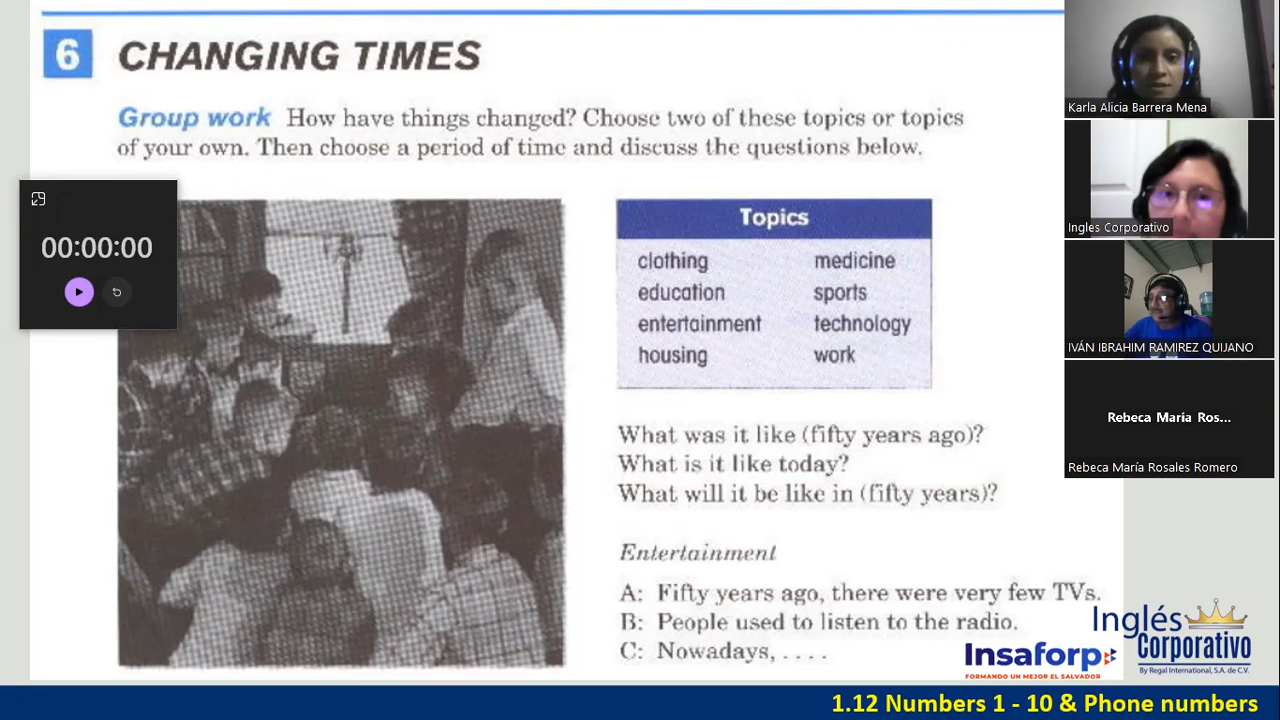 6 CHANGING TIMES
Group work How have things changed? Choose two of these topics or topics
of your own. Then choose a period of time and discuss the questions below.
00:00:00
Topics
clothing medicine
education sports
entertainment technology
housing work
What was it like (fifty years ago)?
What is it like today?
What will it be like in (fifty years)?
Entertainment
A: Fifty years ago, there were very few TVs.
B: People used to listen to the radio.
C: Nowadays, . . . .
Karla Alicia Barrera Mena
Ingles Corporativo
IVÁN IBRAHIM RAMIREZ QUIJANO
Rebeca María Ros...
Rebeca María Rosales Romero
Insaforp
FORMANDO UN MEJOR EL SALVADOR
Inglés
Corporativo
By Regal International, S.A. de C.V.
1.12 Numbers 1 - 10 & Phone numbers